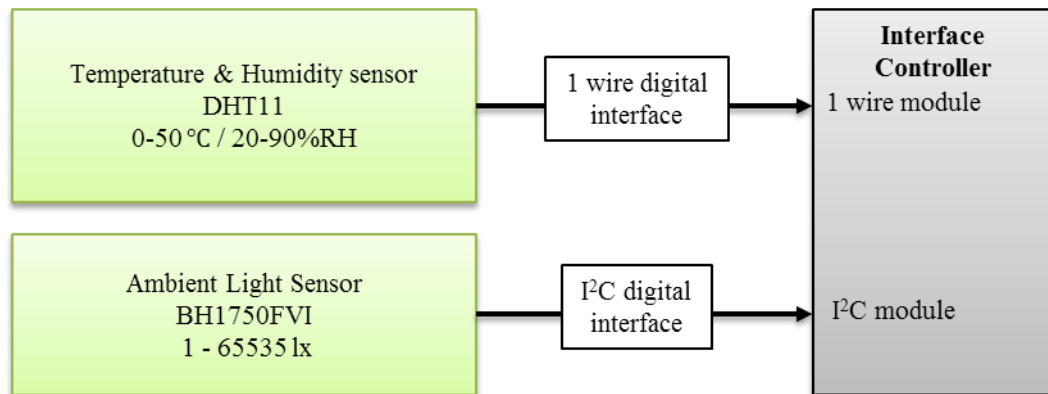 Temperature & Humidity sensor
DHT11
0-50 ℃ / 20-90%RH
1 wire digital
interface
Interface
Controller
1 wire module
Ambient Light Sensor
BH1750FVI
1 - 65535 lx
I²C digital
interface
I²C module